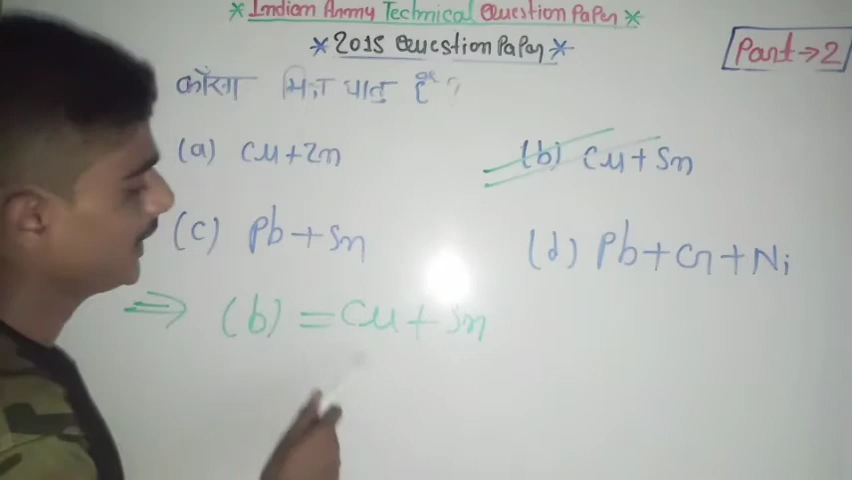 * Indian Army Technical Question Paper *
* 2015 Question Paper *
Part → 2
काँसा मिश्र धातु है ?
(a) Cu + Zn
(b) Cu + Sn
(c) Pb + Sn
(d) Pb + Cr + Ni
⇒ (b) = Cu + Sn